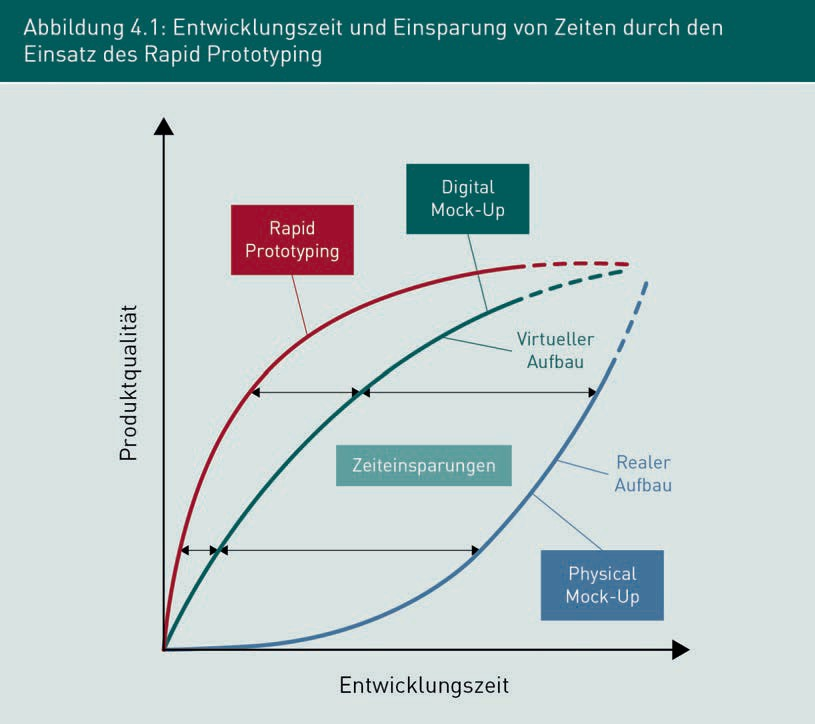 Abbildung 4.1: Entwicklungszeit und Einsparung von Zeiten durch den
Einsatz des Rapid Prototyping
Digital
Mock-Up
Rapid
Prototyping
Virtueller
Aufbau
Produktqualität
Zeiteinsparungen
Realer
Aufbau
Physical
Mock-Up
Entwicklungszeit